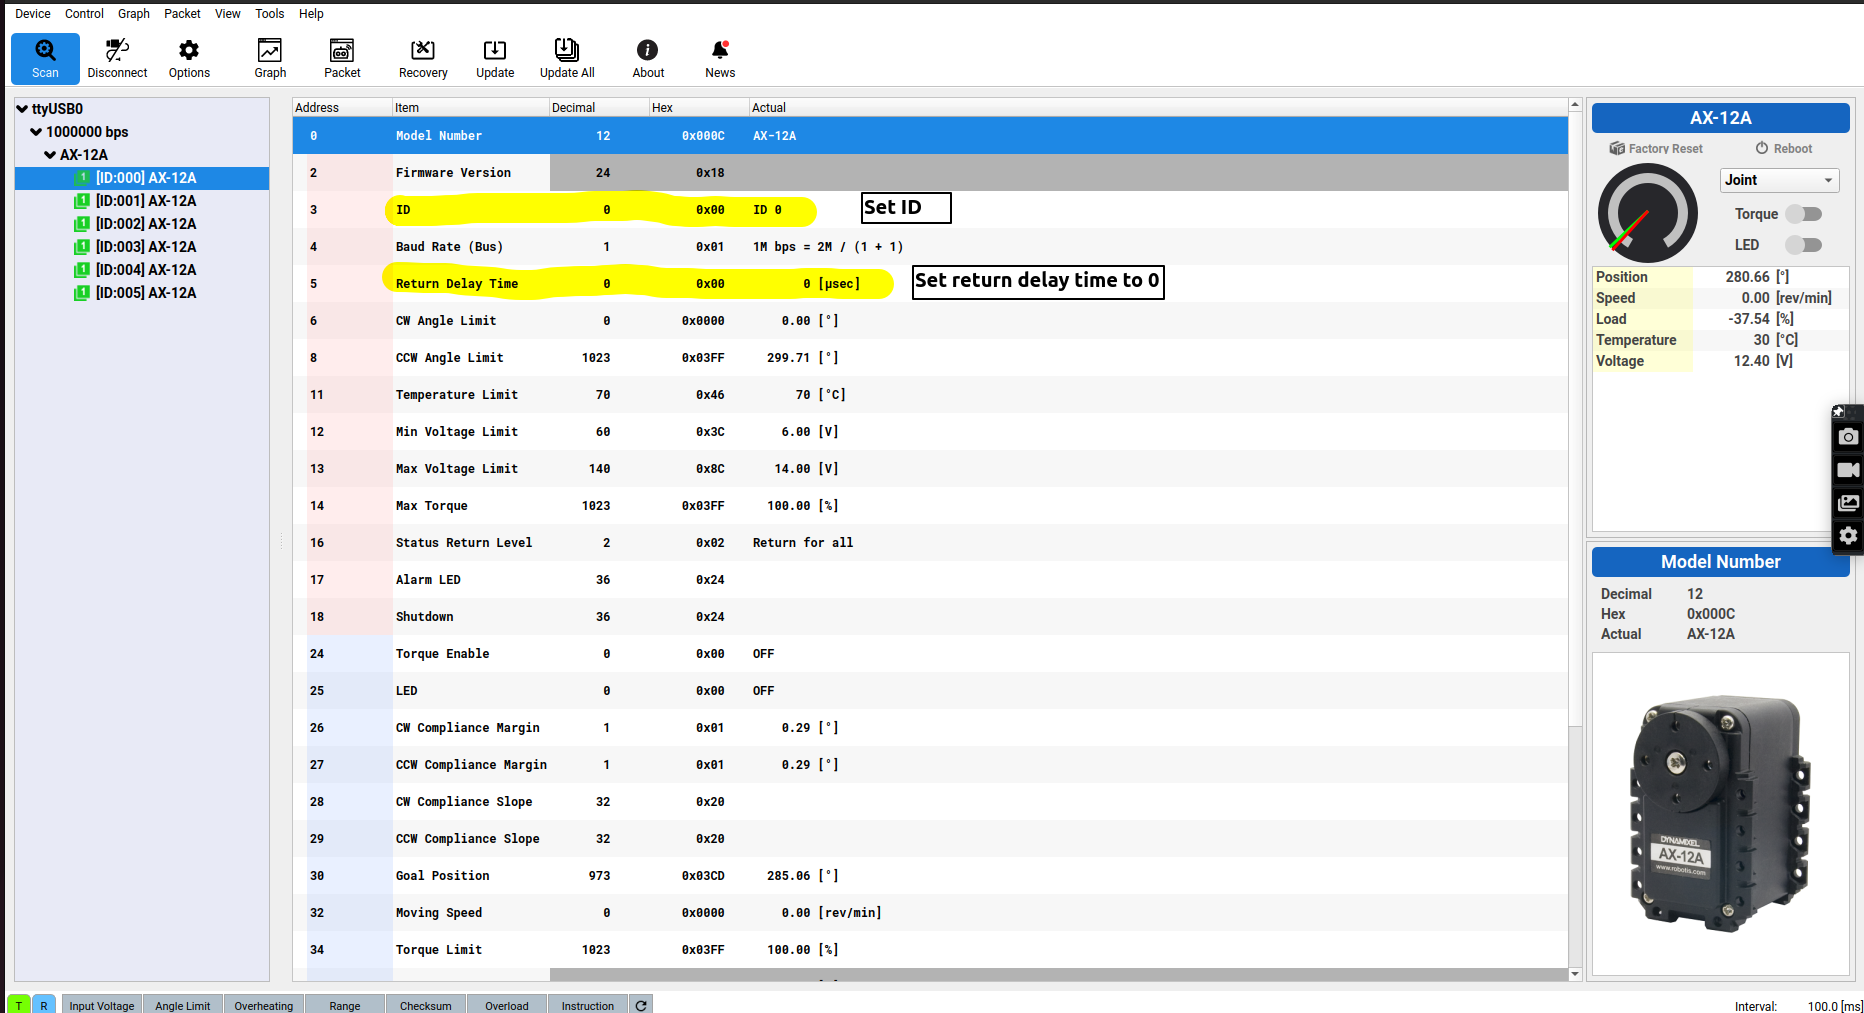 Device Control Graph Packet View Tools Help
Scan Disconnect Options Graph Packet Recovery Update Update All About News
ttyUSB0
1000000 bps
AX-12A
[ID:000] AX-12A
[ID:001] AX-12A
[ID:002] AX-12A
[ID:003] AX-12A
[ID:004] AX-12A
[ID:005] AX-12A
Address Item Decimal Hex Actual
0 Model Number 12 0x000C AX-12A
2 Firmware Version 24 0x18
3 ID 0 0x00 ID 0 Set ID
4 Baud Rate (Bus) 1 0x01 1M bps = 2M / (1 + 1)
5 Return Delay Time 0 0x00 0 [µsec] Set return delay time to 0
6 CW Angle Limit 0 0x0000 0.00 [°]
8 CCW Angle Limit 1023 0x03FF 299.71 [°]
11 Temperature Limit 70 0x46 70 [°C]
12 Min Voltage Limit 60 0x3C 6.00 [V]
13 Max Voltage Limit 140 0x8C 14.00 [V]
14 Max Torque 1023 0x03FF 100.00 [%]
16 Status Return Level 2 0x02 Return for all
17 Alarm LED 36 0x24
18 Shutdown 36 0x24
24 Torque Enable 0 0x00 OFF
25 LED 0 0x00 OFF
26 CW Compliance Margin 1 0x01 0.29 [°]
27 CCW Compliance Margin 1 0x01 0.29 [°]
28 CW Compliance Slope 32 0x20
29 CCW Compliance Slope 32 0x20
30 Goal Position 973 0x03CD 285.06 [°]
32 Moving Speed 0 0x0000 0.00 [rev/min]
34 Torque Limit 1023 0x03FF 100.00 [%]
AX-12A
Factory Reset Reboot
Joint
Torque
LED
Position 280.66 [°]
Speed 0.00 [rev/min]
Load -37.54 [%]
Temperature 30 [°C]
Voltage 12.40 [V]
Model Number
Decimal 12
Hex 0x000C
Actual AX-12A
DYNAMIXEL
AX-12A
www.robotis.com
T R Input Voltage Angle Limit Overheating Range Checksum Overload Instruction
Interval: 100.0 [ms]